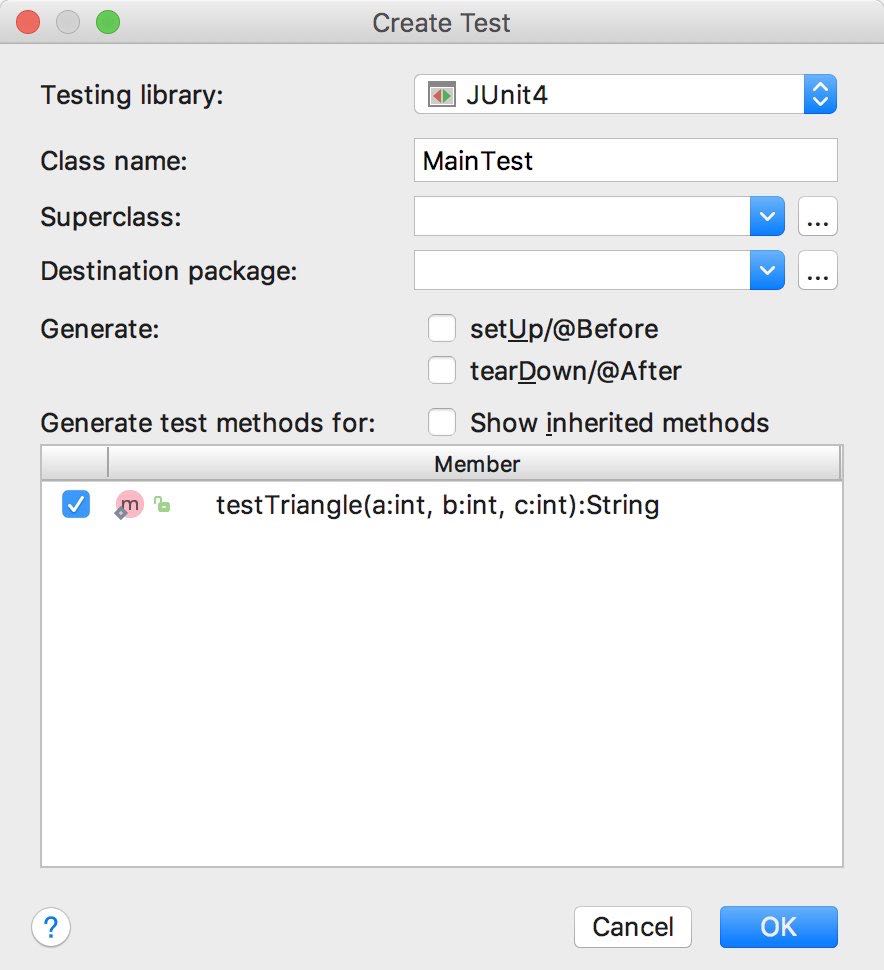 Create Test
Testing library: JUnit4
Class name: MainTest
Superclass: ...
Destination package: ...
Generate: setUp/@Before
tearDown/@After
Generate test methods for: Show inherited methods
Member
m testTriangle(a:int, b:int, c:int):String
? Cancel OK